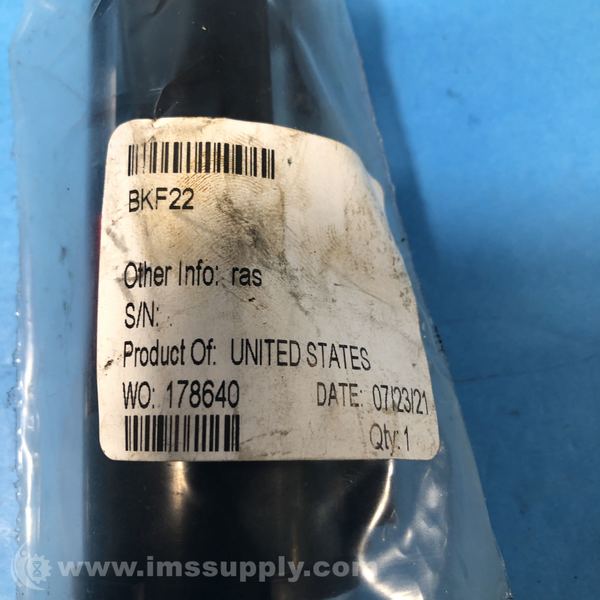 BKF22
Other Info: ras
S/N:
Product Of: UNITED STATES
WO: 178640 DATE: 07/23/21
Qty: 1
www.imssupply.com